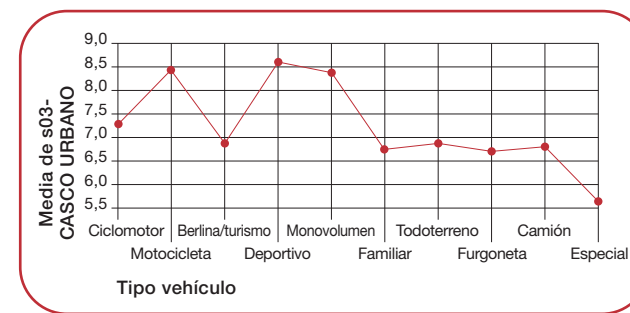 Media de s03-
CASCO URBANO
9,0
8,5
8,0
7,5
7,0
6,5
6,0
5,5
Ciclomotor Berlina/turismo Monovolumen Todoterreno Camión
Motocicleta Deportivo Familiar Furgoneta Especial
Tipo vehículo